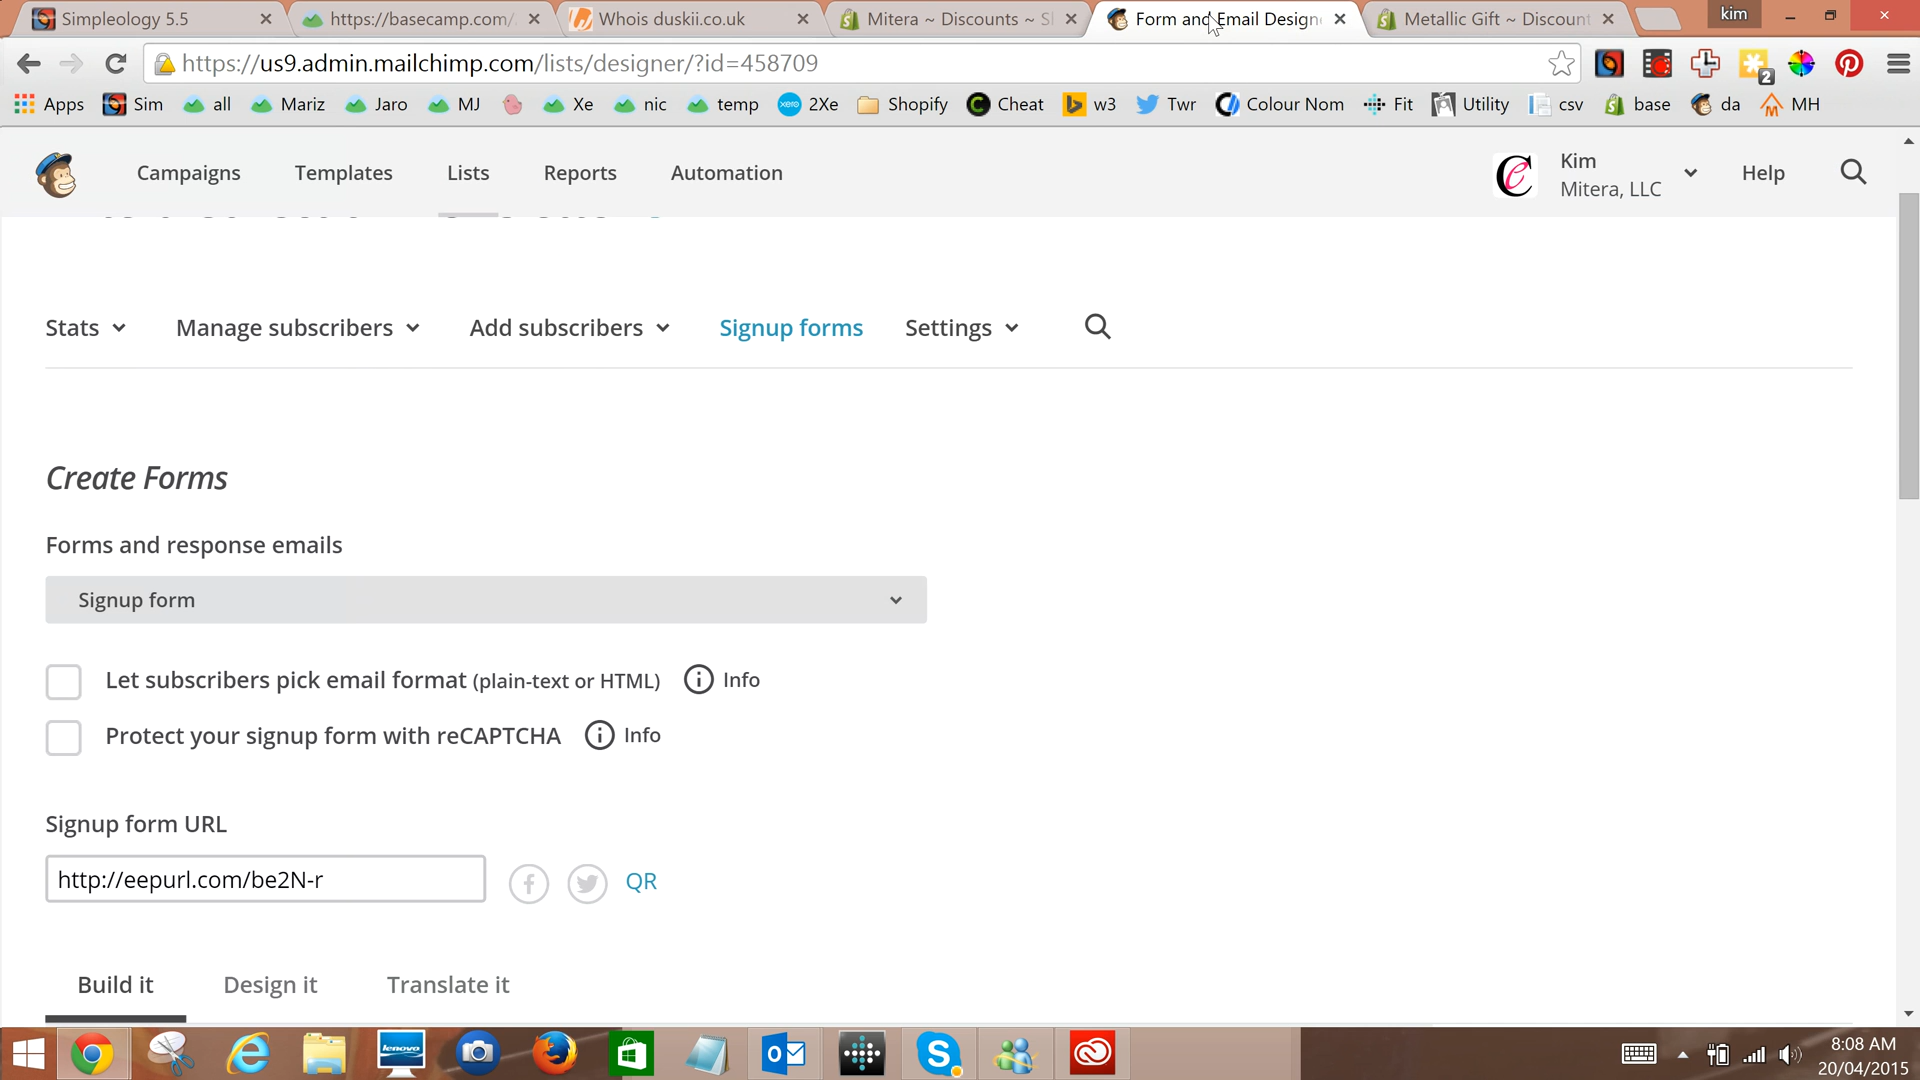 Simpleology 5.5
https://basecamp.com/
Whois duskii.co.uk
Mitera ~ Discounts ~ S
Form and Email Design
Metallic Gift ~ Discount
kim
https://us9.admin.mailchimp.com/lists/designer/?id=458709
2
Apps Sim all Mariz Jaro MJ Xe nic temp xero 2Xe Shopify Cheat w3 Twr Colour Nom Fit Utility csv base da MH
Campaigns Templates Lists Reports Automation
Kim
Mitera, LLC
Help
Stats Manage subscribers Add subscribers Signup forms Settings
Create Forms
Forms and response emails
Signup form
Let subscribers pick email format (plain-text or HTML) Info
Protect your signup form with reCAPTCHA Info
Signup form URL
http://eepurl.com/be2N-r
QR
Build it Design it Translate it
lenovo
8:08 AM
20/04/2015